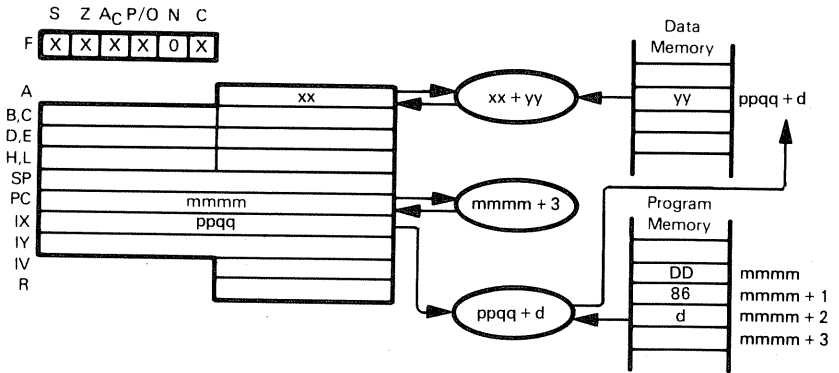 S Z AC P/O N C
F X X X X 0 X
Data
Memory
A xx
xx + yy
yy ppqq + d
B,C
D,E
H,L
SP
PC mmmm
mmmm + 3
Program
Memory
IX ppqq
IY
IV
R
ppqq + d
DD mmmm
86 mmmm + 1
d mmmm + 2
mmmm + 3